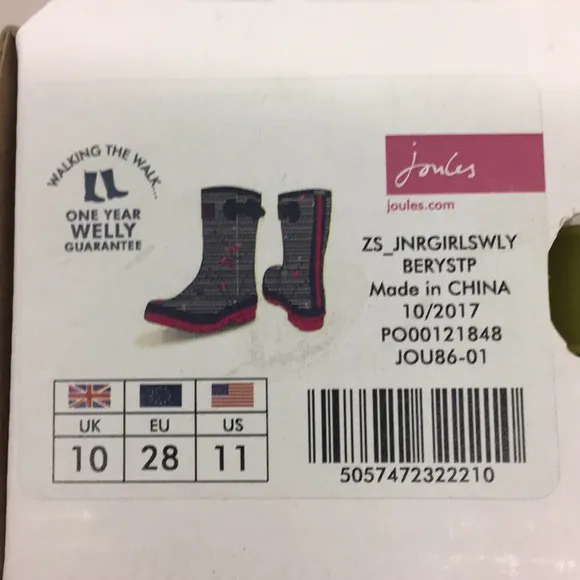 WALKING THE WALK...
ONE YEAR
WELLY
GUARANTEE
joules
joules.com
ZS_JNRGIRLSWLY
BERYSTP
Made in CHINA
10/2017
PO00121848
JOU86-01
UK EU US
10 28 11
5057472322210